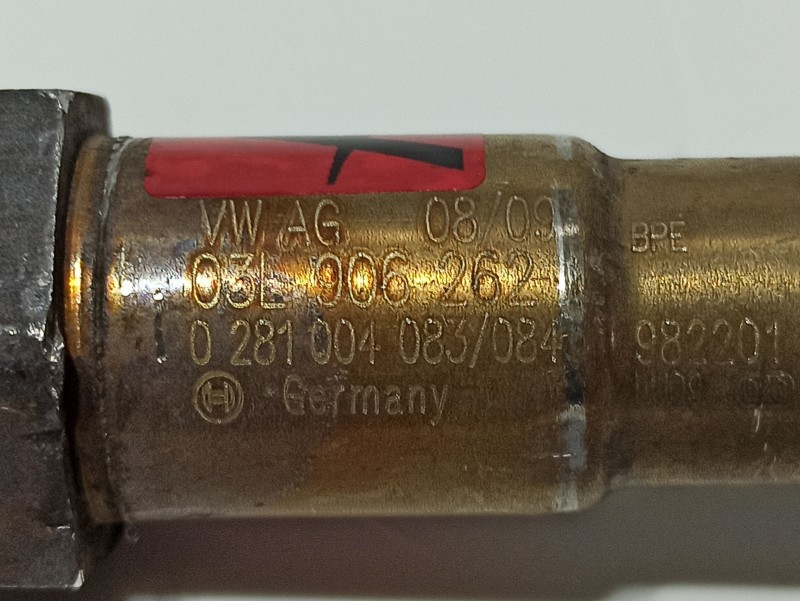 VW AG 08/09
03L 906 262
0 281 004 083/084
Germany
BPE
982201